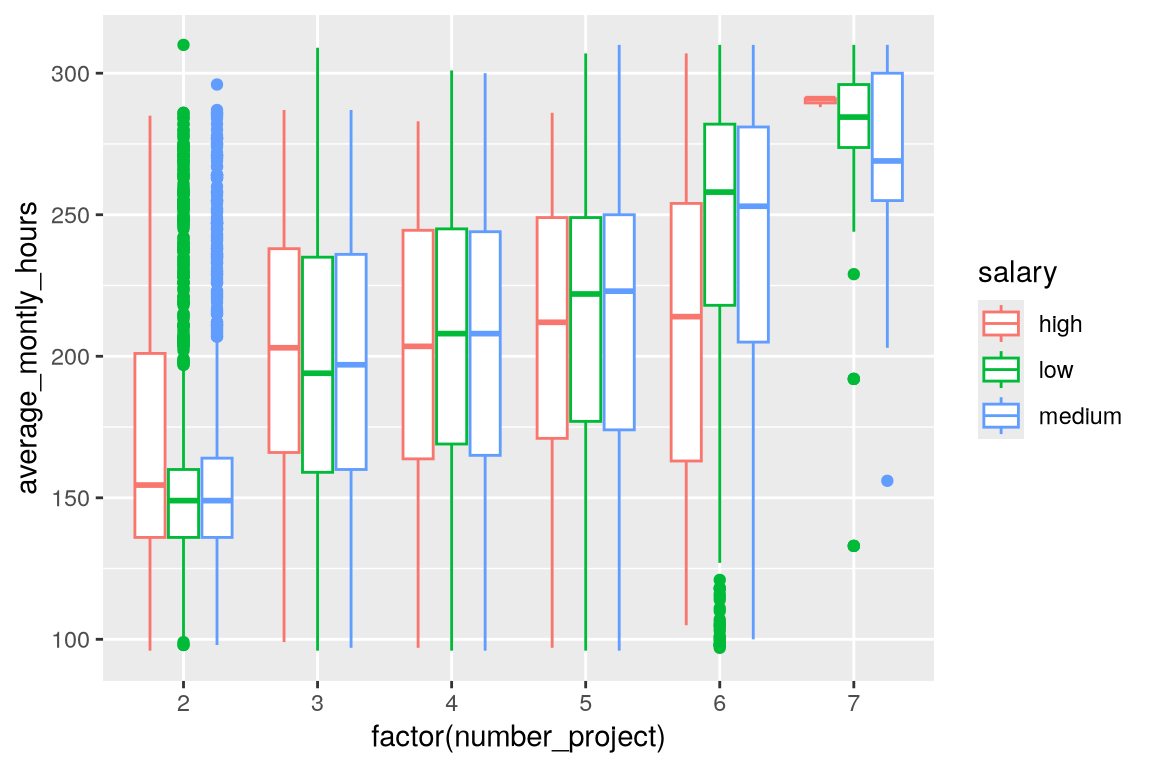 300
250
200
150
100
average_montly_hours
2 3 4 5 6 7
factor(number_project)
salary
high
low
medium